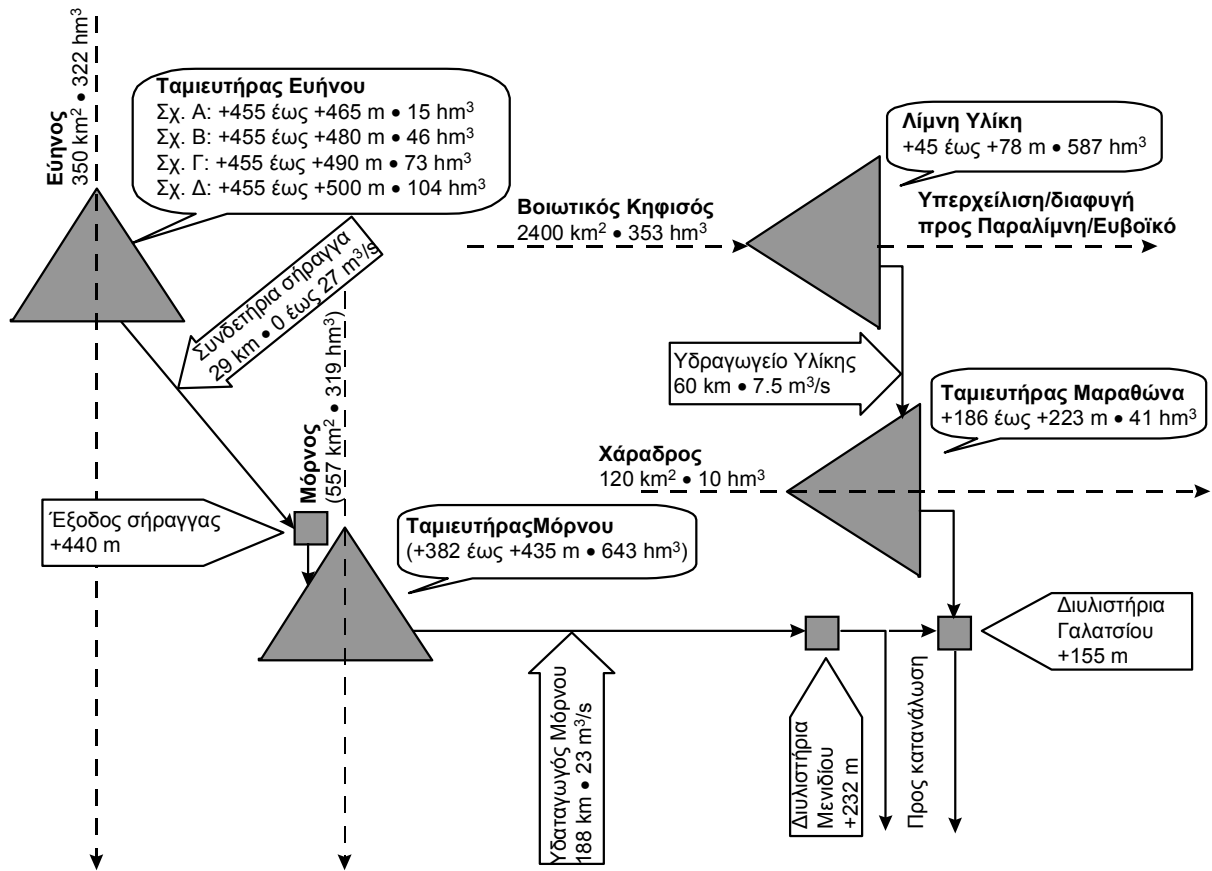 Εύηνος
350 km² • 322 hm³
Ταμιευτήρας Ευήνου
Σχ. Α: +455 έως +465 m • 15 hm³
Σχ. Β: +455 έως +480 m • 46 hm³
Σχ. Γ: +455 έως +490 m • 73 hm³
Σχ. Δ: +455 έως +500 m • 104 hm³
Λίμνη Υλίκη
+45 έως +78 m • 587 hm³
Βοιωτικός Κηφισός
2400 km² • 353 hm³
Υπερχείλιση/διαφυγή
προς Παραλίμνη/Ευβοϊκό
Συνδετήρια σήραγγα
29 km • 0 έως 27 m³/s
Υδραγωγείο Υλίκης
60 km • 7.5 m³/s
Ταμιευτήρας Μαραθώνα
+186 έως +223 m • 41 hm³
Μόρνος
(557 km² • 319 hm³)
Χάραδρος
120 km² • 10 hm³
Έξοδος σήραγγας
+440 m
ΤαμιευτήραςΜόρνου
(+382 έως +435 m • 643 hm³)
Διυλιστήρια
Γαλατσίου
+155 m
Υδαταγωγός Μόρνου
188 km • 23 m³/s
Διυλιστήρια
Μενιδίου
+232 m
Προς κατανάλωση